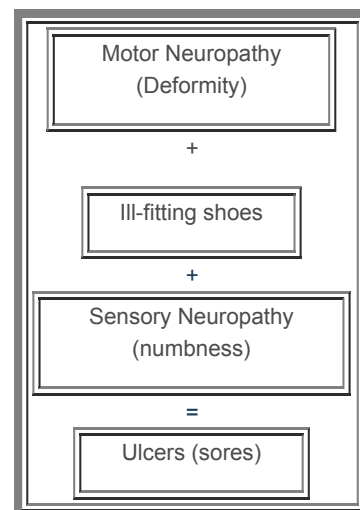 Motor Neuropathy
(Deformity)
+
Ill-fitting shoes
+
Sensory Neuropathy
(numbness)
=
Ulcers (sores)